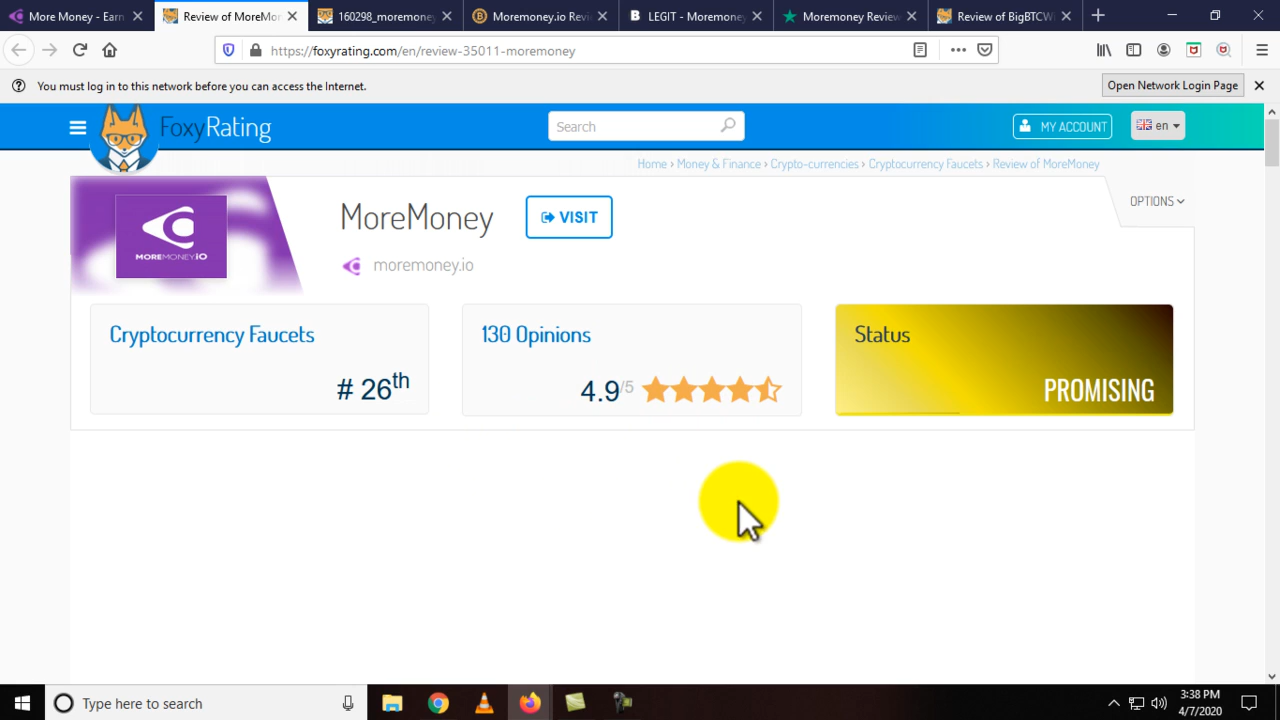 More Money - Earn
Review of MoreMon
160298_moremoney
Moremoney.io Revi
LEGIT - Moremoney
Moremoney Review
Review of BigBTCWi
https://foxyrating.com/en/review-35011-moremoney
You must log in to this network before you can access the Internet.
Open Network Login Page
FoxyRating
Search
MY ACCOUNT
en
Home › Money & Finance › Crypto-currencies › Cryptocurrency Faucets › Review of MoreMoney
OPTIONS
MOREMONEY.iO
MoreMoney
VISIT
moremoney.io
Cryptocurrency Faucets
# 26th
130 Opinions
4.9/5
Status
PROMISING
Type here to search
3:38 PM
4/7/2020